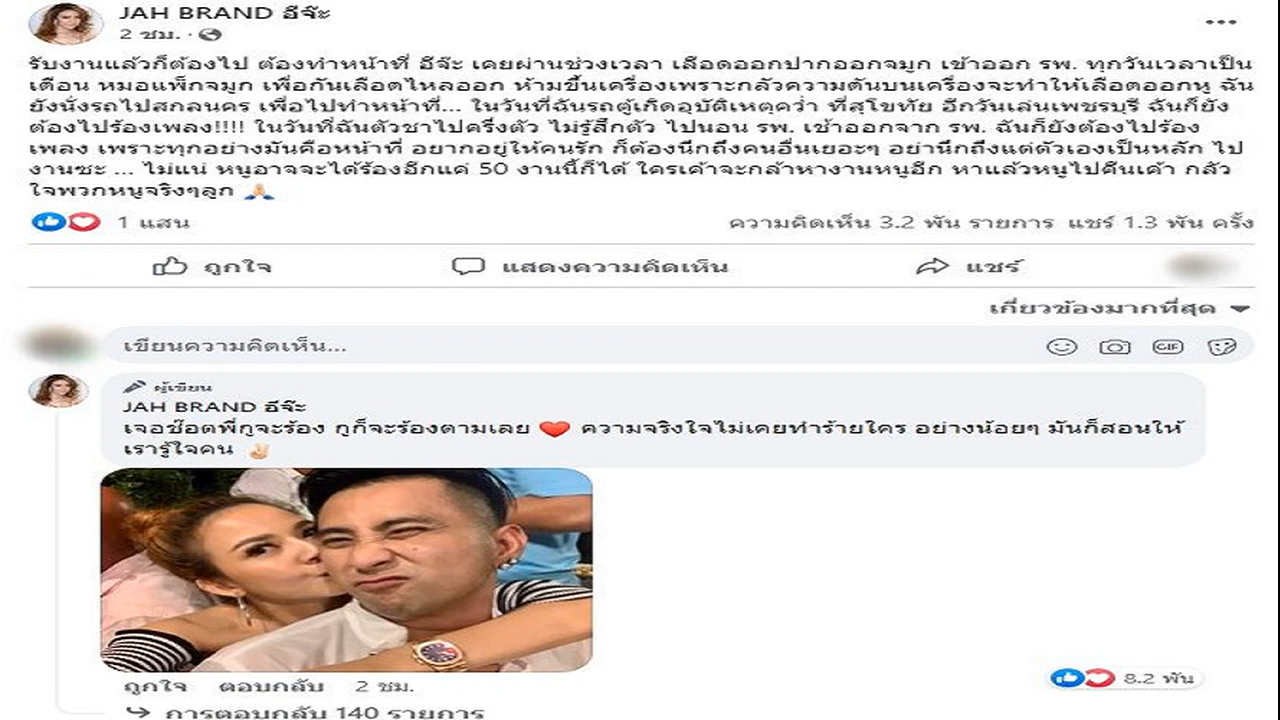 JAH BRAND อีจ๊ะ
2 ชม. ·
รับงานแล้วก็ต้องไป ต้องทำหน้าที่ อีจ๊ะ เคยผ่านช่วงเวลา เลือดออกปากออกจมูก เข้าออก รพ. ทุกวันเวลาเป็น
เดือน หมอแพ็กจมูก เพื่อกันเลือดไหลออก ห้ามขึ้นเครื่องเพราะกลัวความดันบนเครื่องจะทำให้เลือดออกหู ฉัน
ยังนั่งรถไปสกลนคร เพื่อไปทำหน้าที่... ในวันที่ฉันรถตู้เกิดอุบัติเหตุคว่ำ ที่สุโขทัย อีกวันเล่นเพชรบุรี ฉันก็ยัง
ต้องไปร้องเพลง!!!! ในวันที่ฉันตัวชาไปครึ่งตัว ไม่รู้สึกตัว ไปนอน รพ. เช้าออกจาก รพ. ฉันก็ยังต้องไปร้อง
เพลง เพราะทุกอย่างมันคือหน้าที่ อยากอยู่ให้คนรัก ก็ต้องนึกถึงคนอื่นเยอะๆ อย่านึกถึงแต่ตัวเองเป็นหลัก ไป
งานซะ ... ไม่แน่ หนูอาจจะได้ร้องอีกแค่ 50 งานนี้ก็ได้ ใครเค้าจะกล้าหางานหนูอีก หาแล้วหนูไปคืนเค้า กลัว
ใจพวกหนูจริงๆลูก 🙏🏻
1 แสน
ความคิดเห็น 3.2 พัน รายการ แชร์ 1.3 พัน ครั้ง
ถูกใจ แสดงความคิดเห็น แชร์
เกี่ยวข้องมากที่สุด
เขียนความคิดเห็น...
GIF
ผู้เขียน
JAH BRAND อีจ๊ะ
เจอช๊อตพี่กูจะร้อง กูก็จะร้องตามเลย ❤️ ความจริงใจไม่เคยทำร้ายใคร อย่างน้อยๆ มันก็สอนให้
เรารู้ใจคน ✌🏻
ถูกใจ ตอบกลับ 2 ชม.
8.2 พัน
การตอบกลับ 140 รายการ